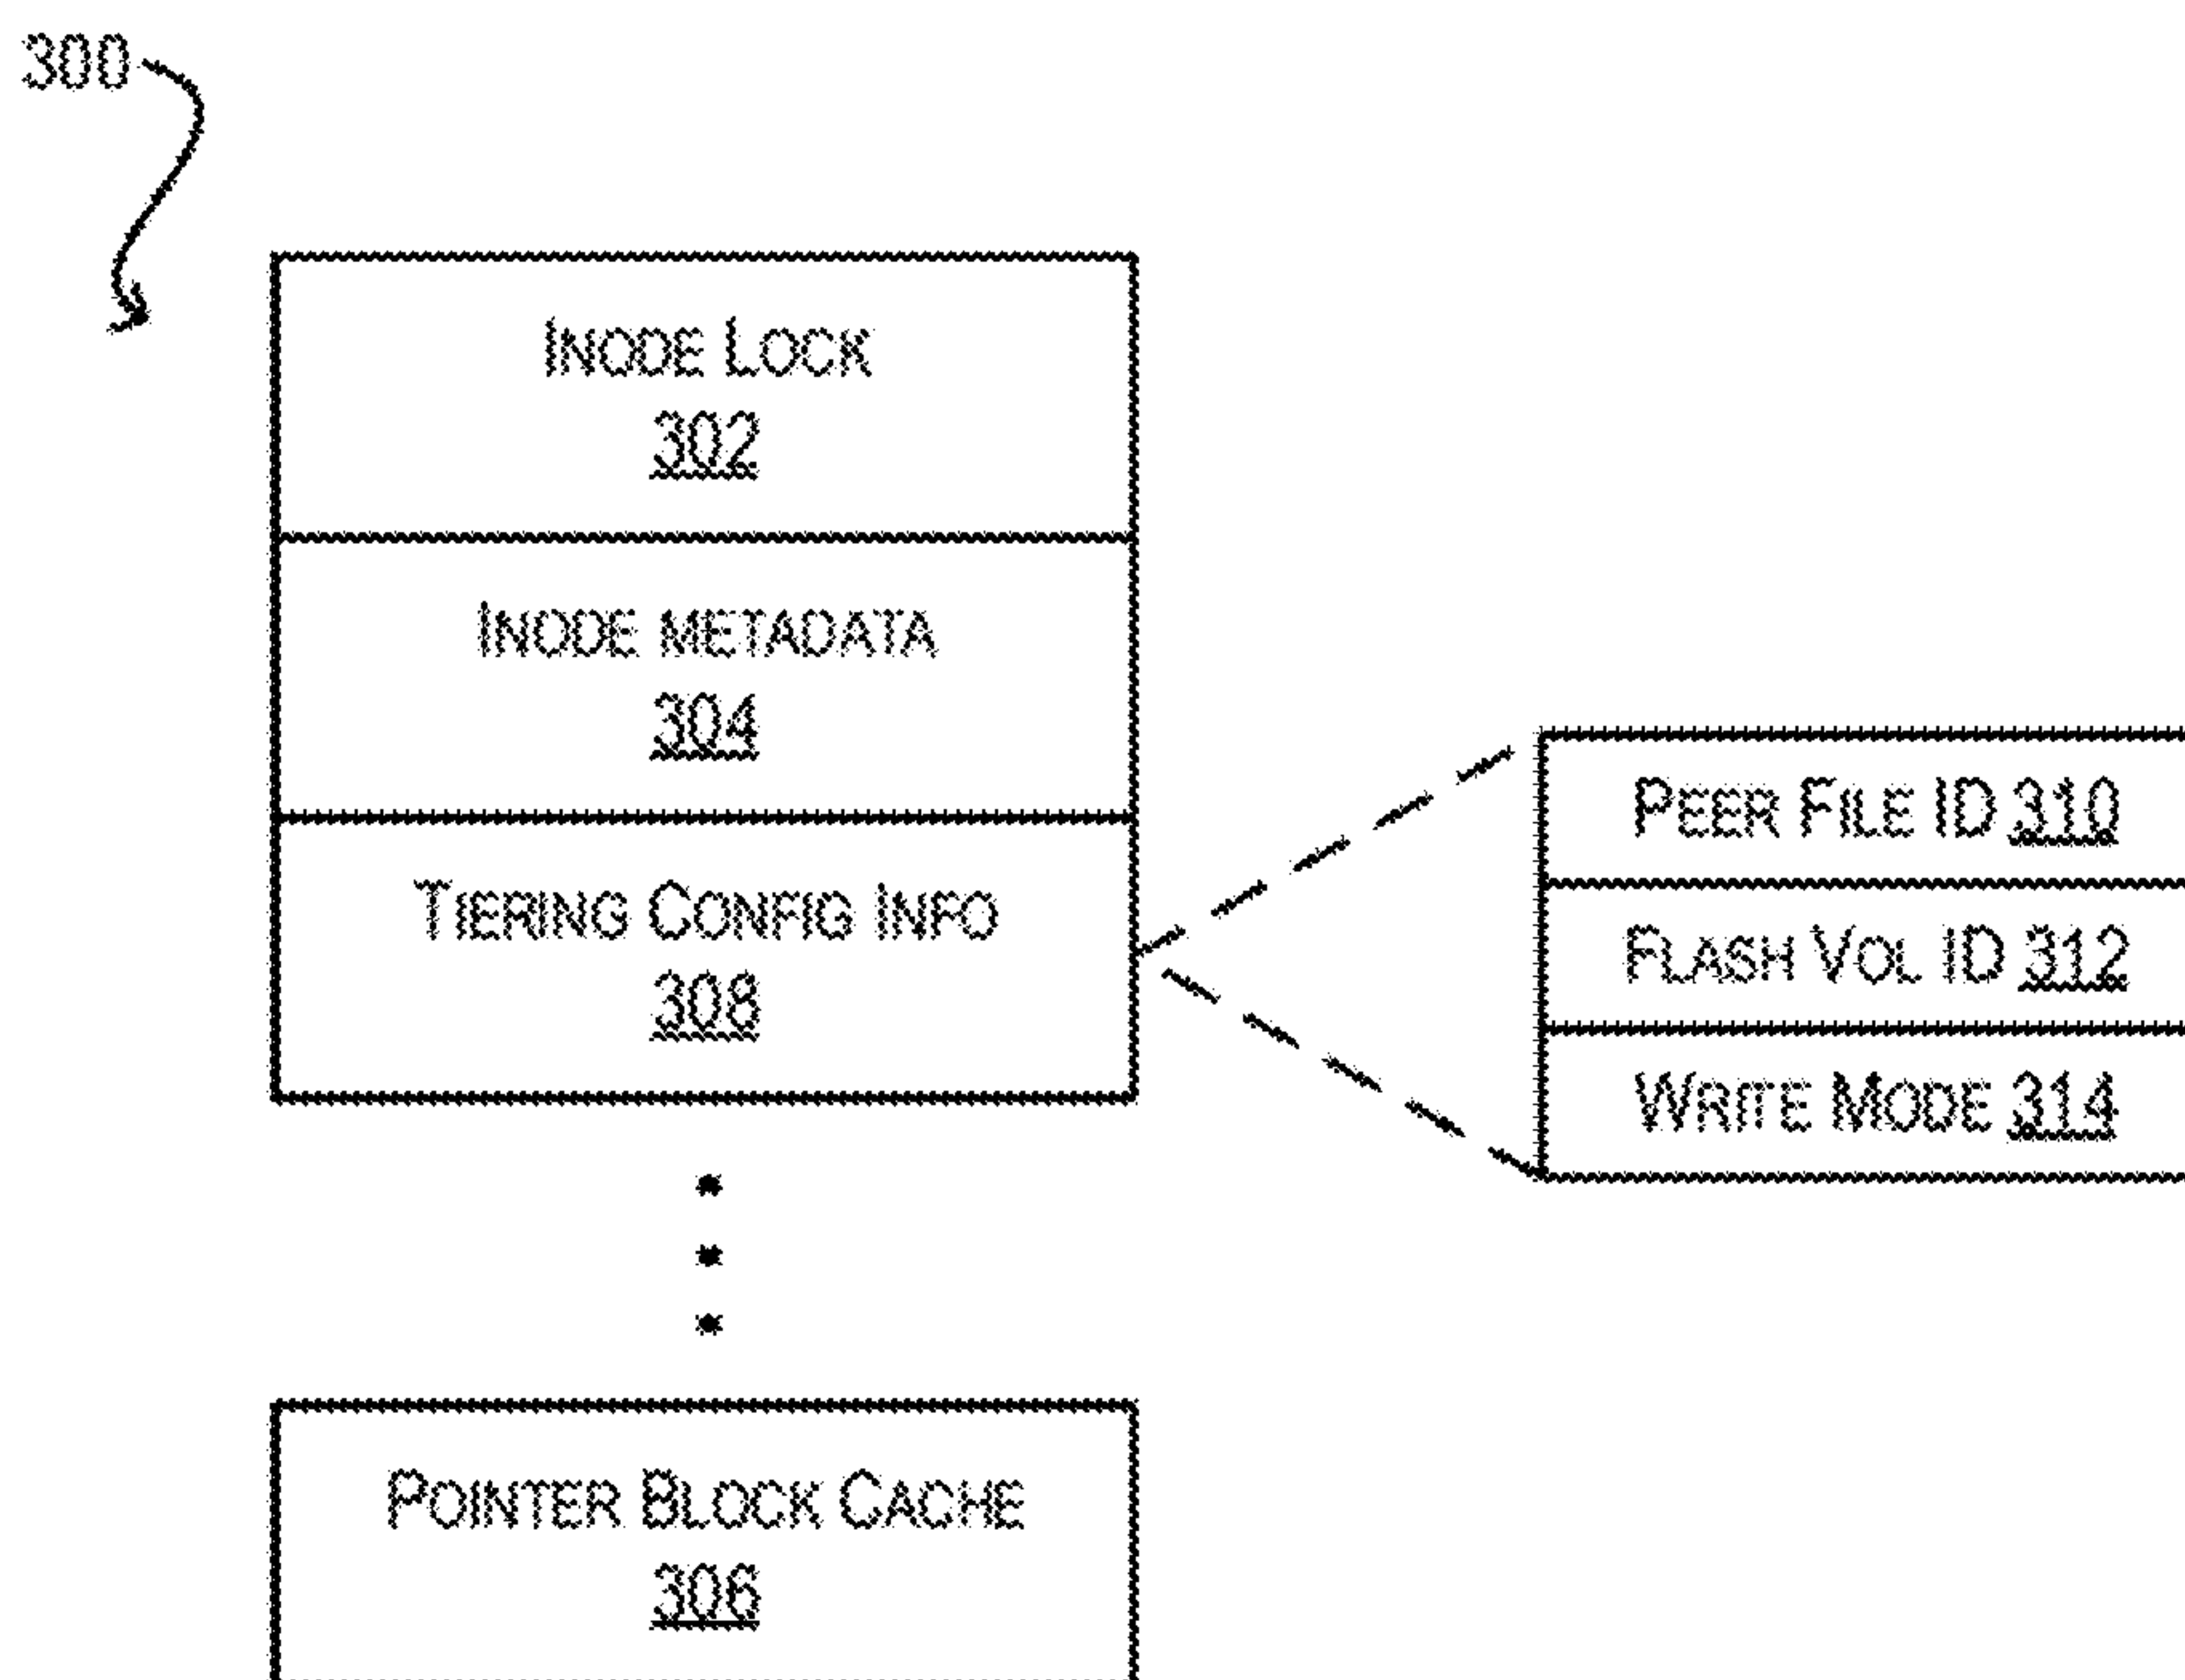 300
INODE LOCK
302
INODE METADATA
304
TIERING CONFIG INFO
308
PEER FILE ID 310
FLASH VOL ID 312
WRITE MODE 314
POINTER BLOCK CACHE
306